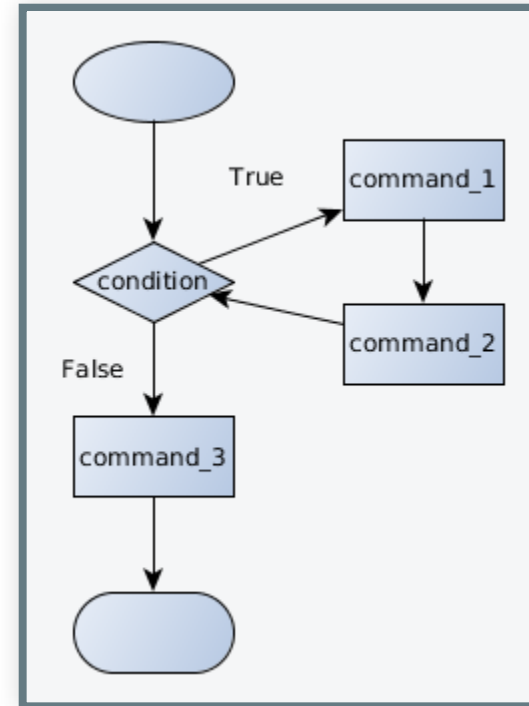 True
command_1
condition
command_2
False
command_3